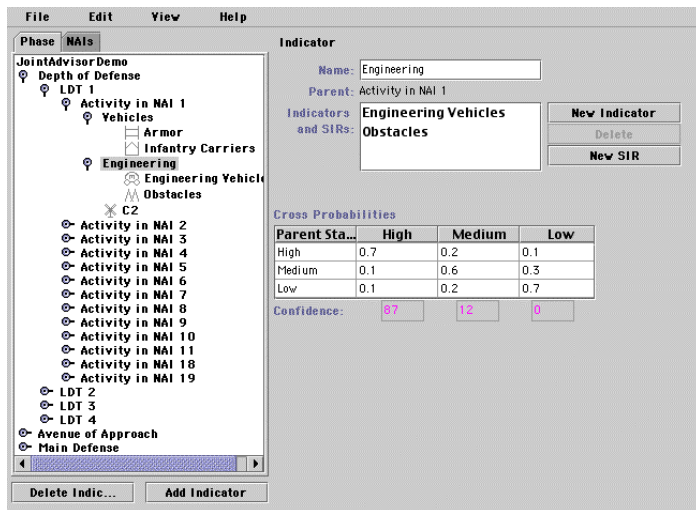 File Edit View Help
Phase NAIs
JointAdvisorDemo
Depth of Defense
LDT 1
Activity in NAI 1
Vehicles
Armor
Infantry Carriers
Engineering
Engineering Vehicle
Obstacles
C2
Activity in NAI 2
Activity in NAI 3
Activity in NAI 4
Activity in NAI 5
Activity in NAI 6
Activity in NAI 7
Activity in NAI 8
Activity in NAI 9
Activity in NAI 10
Activity in NAI 11
Activity in NAI 18
Activity in NAI 19
LDT 2
LDT 3
LDT 4
Avenue of Approach
Main Defense
Delete Indic... Add Indicator
Indicator
Name: Engineering
Parent: Activity in NAI 1
Indicators and SIRs:
Engineering Vehicles
Obstacles
New Indicator
Delete
New SIR
Cross Probabilities
Parent Sta... High Medium Low
High 0.7 0.2 0.1
Medium 0.1 0.6 0.3
Low 0.1 0.2 0.7
Confidence: 87 12 0